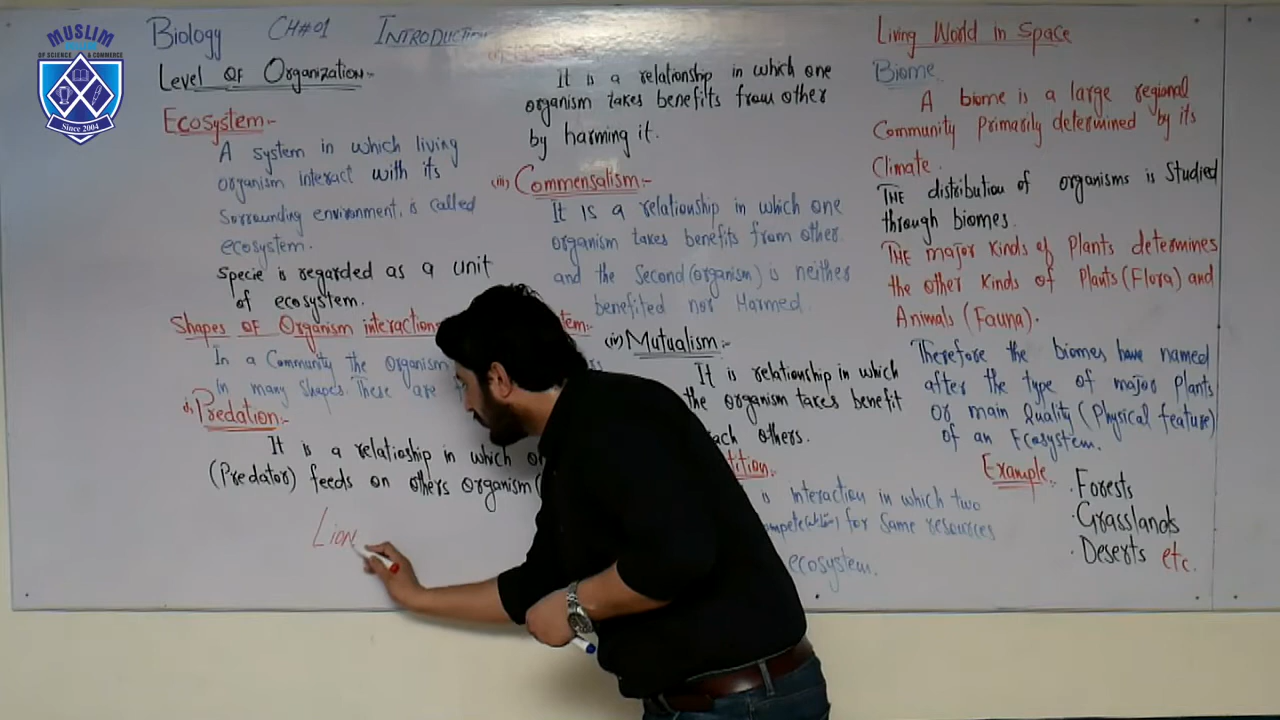 MUSLIM
OF SCIENCE & COMMERCE
Since 2004
Biology CH#01 INTRODUCTION
Level OF Organization:-
Ecosystem:-
A system in which living
organism interact with its
Sorrounding environment, is called
ecosystem.
Specie is regarded as a unit
of ecosystem.
Shapes OF Organism interactions
In a Community the Organism
in many Shapes. These are
i) Predation:-
It is a relatioship in which
(Predator) feeds on others organism(
Lion
It is a relationship in which one
organism takes benefits from other
by harming it.
(iii) Commensalism:-
It Is a relationship in which one
organism takes benefits from other.
and the Second (organism) is neither
benefited nor Harmed.
(iv) Mutualism:-
It is relationship in which
the organism takes benefit
each others.
is interaction in which two
for same resources
ecosystem.
Living World in Space
Biome
A biome is a large regional
Community Primarily determined by its
Climate.
THE distribution of organisms is Studied
through biomes.
THE major Kinds of Plants determines
the other Kinds of Plants (Flora) and
Animals (Fauna).
Therefore the biomes have named
after the type of major Plants
or main Quality (Physical feature)
of an Ecosystem.
Example
· Forests
· Grasslands
· Deserts etc.